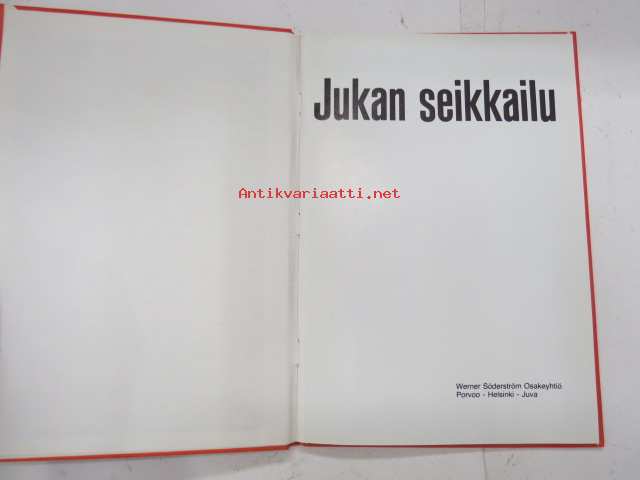 Jukan seikkailu
Antikvariaatti.net
Werner Söderström Osakeyhtiö
Porvoo - Helsinki - Juva